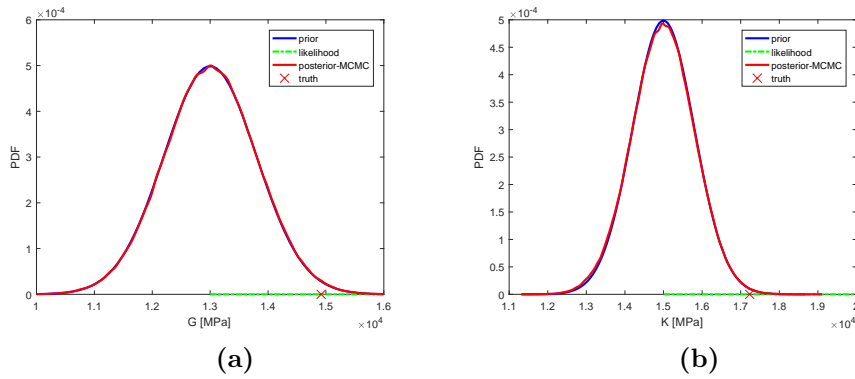 ×10⁻⁴
6
5
4
3
2
1
0
PDF
prior
likelihood
posterior-MCMC
truth
1 1.1 1.2 1.3 1.4 1.5 1.6
G [MPa]
×10⁴
(a)
×10⁻⁴
5
4.5
4
3.5
3
2.5
2
1.5
1
0.5
0
PDF
prior
likelihood
posterior-MCMC
truth
1.1 1.2 1.3 1.4 1.5 1.6 1.7 1.8 1.9 2
K [MPa]
×10⁴
(b)